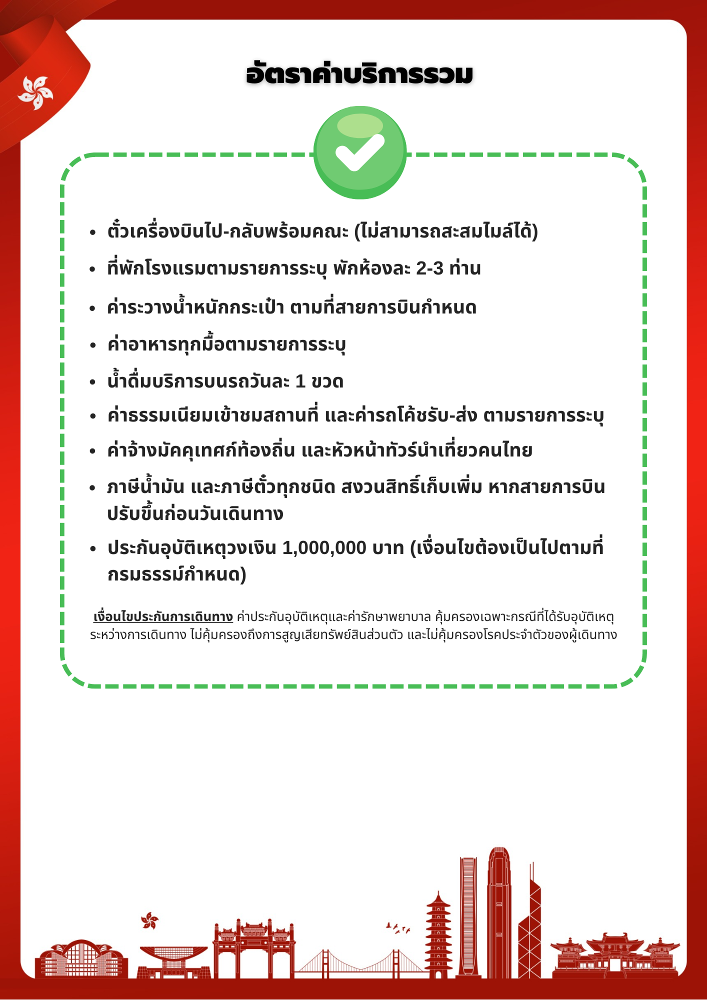 อัตราค่าบริการรวม
• ตั๋วเครื่องบินไป-กลับพร้อมคณะ (ไม่สามารถสะสมไมล์ได้)
• ที่พักโรงแรมตามรายการระบุ พักห้องละ 2-3 ท่าน
• ค่าระวางน้ำหนักกระเป๋า ตามที่สายการบินกำหนด
• ค่าอาหารทุกมื้อตามรายการระบุ
• น้ำดื่มบริการบนรถวันละ 1 ขวด
• ค่าธรรมเนียมเข้าชมสถานที่ และค่ารถโค้ชรับ-ส่ง ตามรายการระบุ
• ค่าจ้างมัคคุเทศก์ท้องถิ่น และหัวหน้าทัวร์นำเที่ยวคนไทย
• ภาษีน้ำมัน และภาษีตั๋วทุกชนิด สงวนสิทธิ์เก็บเพิ่ม หากสายการบิน
ปรับขึ้นก่อนวันเดินทาง
• ประกันอุบัติเหตุวงเงิน 1,000,000 บาท (เงื่อนไขต้องเป็นไปตามที่
กรมธรรม์กำหนด)
เงื่อนไขประกันการเดินทาง ค่าประกันอุบัติเหตุและค่ารักษาพยาบาล คุ้มครองเฉพาะกรณีที่ได้รับอุบัติเหตุ
ระหว่างการเดินทาง ไม่คุ้มครองถึงการสูญเสียทรัพย์สินส่วนตัว และไม่คุ้มครองโรคประจำตัวของผู้เดินทาง